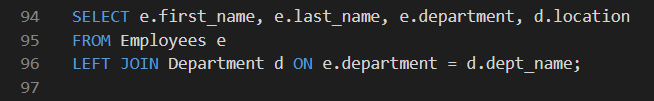 94 SELECT e.first_name, e.last_name, e.department, d.location
95 FROM Employees e
96 LEFT JOIN Department d ON e.department = d.dept_name;
97